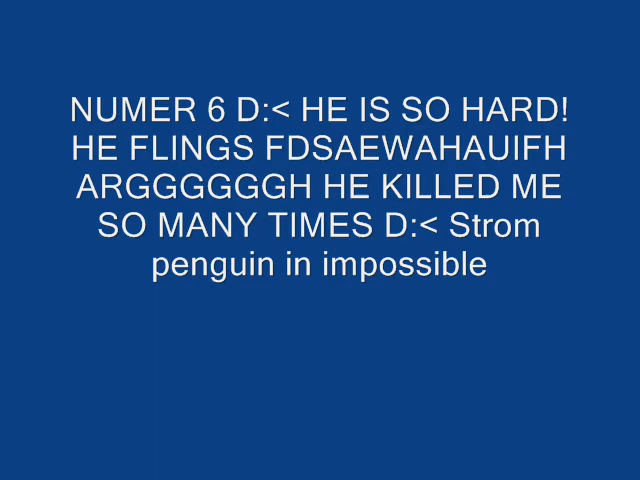 NUMER 6 D:< HE IS SO HARD!
HE FLINGS FDSAEWAHAUIFH
ARGGGGGGH HE KILLED ME
SO MANY TIMES D:< Strom
penguin in impossible